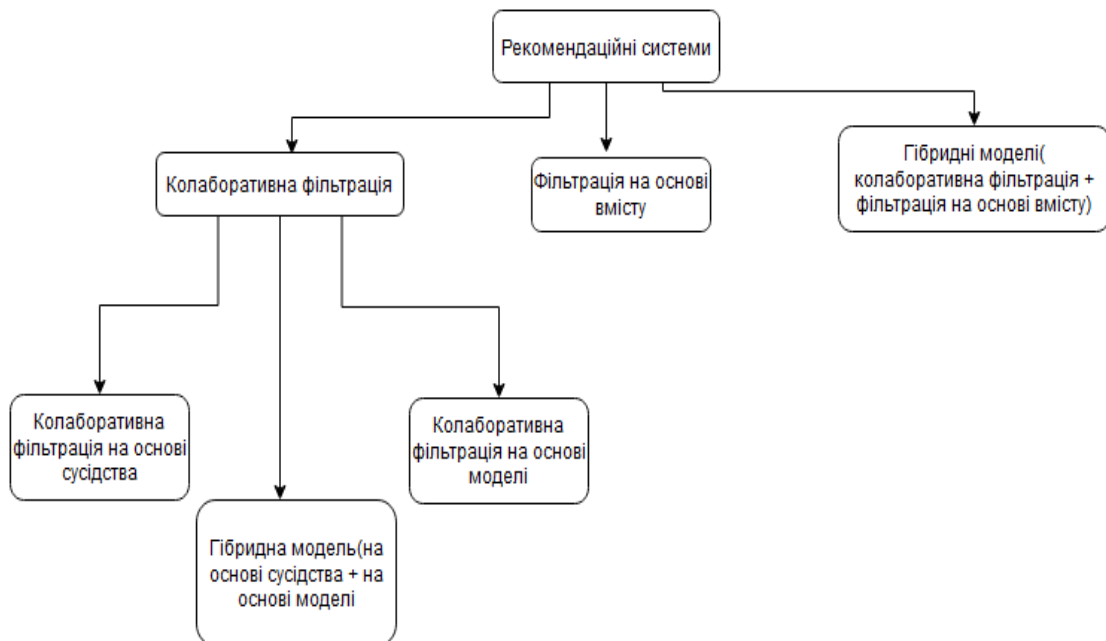 Рекомендаційні системи
Колаборативна фільтрація
Фільтрація на основі
вмісту
Гібридні моделі(
колаборативна фільтрація +
фільтрація на основі вмісту)
Колаборативна
фільтрація на основі
сусідства
Колаборативна
фільтрація на основі
моделі
Гібридна модель(на
основі сусідства + на
основі моделі